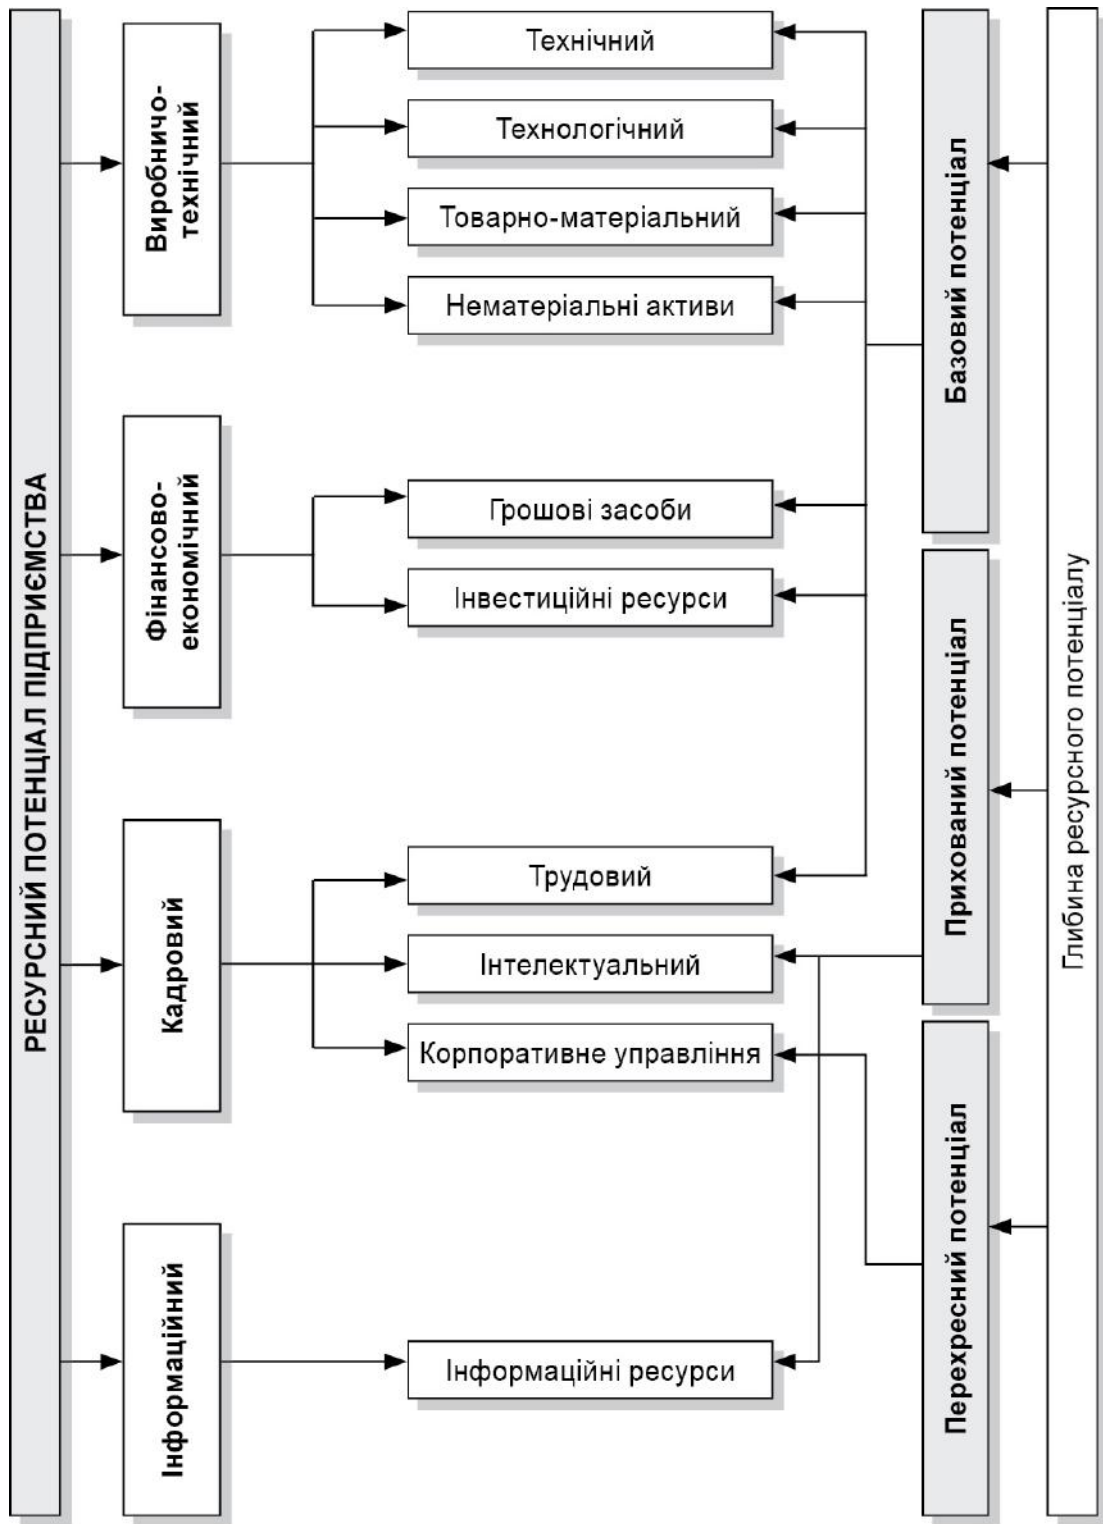 РЕСУРСНИЙ ПОТЕНЦІАЛ ПІДПРИЄМСТВА
Виробничо-
технічний
Технічний
Технологічний
Товарно-матеріальний
Нематеріальні активи
Фінансово-
економічний
Грошові засоби
Інвестиційні ресурси
Кадровий
Трудовий
Інтелектуальний
Корпоративне управління
Інформаційний
Інформаційні ресурси
Базовий потенціал
Прихований потенціал
Перехресний потенціал
Глибина ресурсного потенціалу